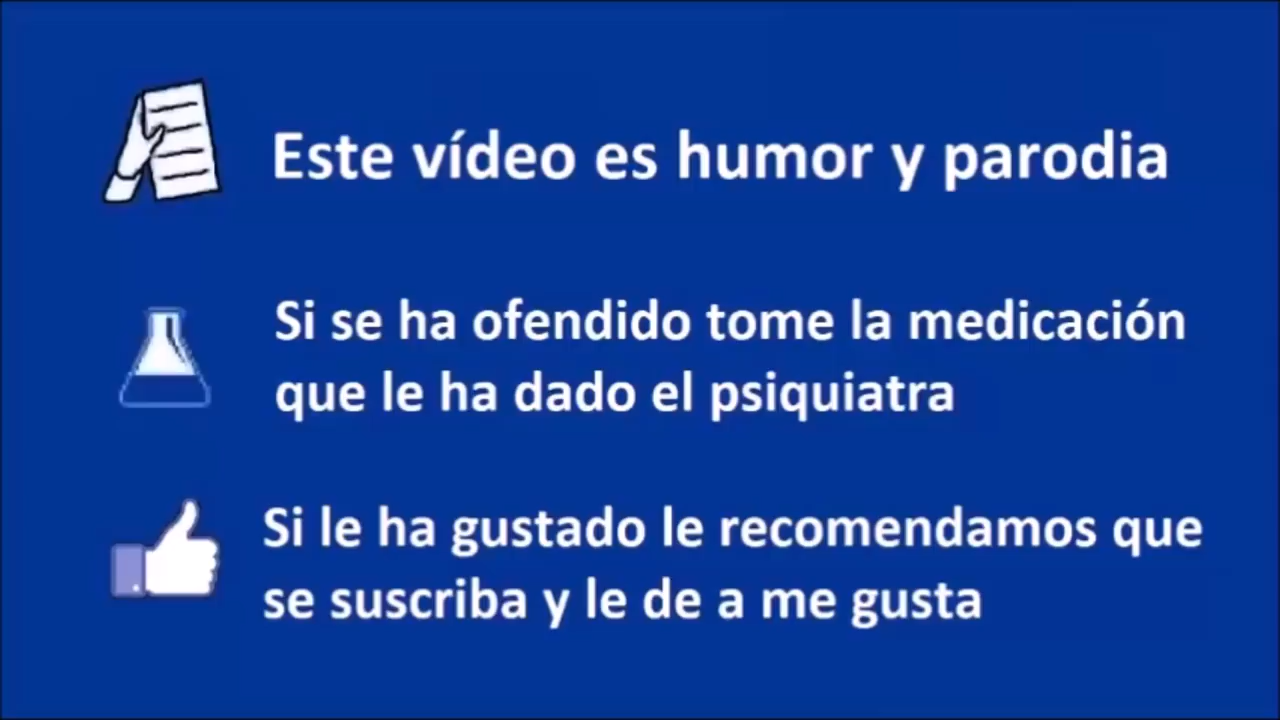 Este vídeo es humor y parodia
Si se ha ofendido tome la medicación
que le ha dado el psiquiatra
Si le ha gustado le recomendamos que
se suscriba y le de a me gusta